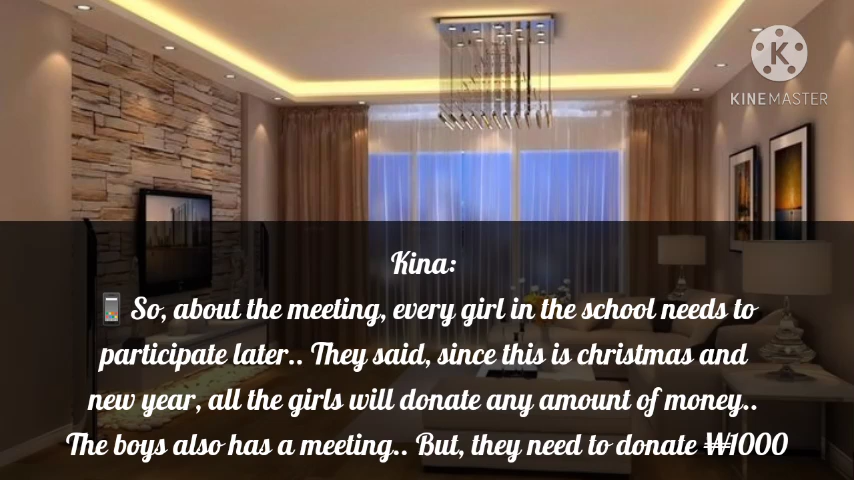 K
KINEMASTER
Kina:
📱 So, about the meeting, every girl in the school needs to
participate later.. They said, since this is christmas and
new year, all the girls will donate any amount of money..
The boys also has a meeting.. But, they need to donate ₩1000